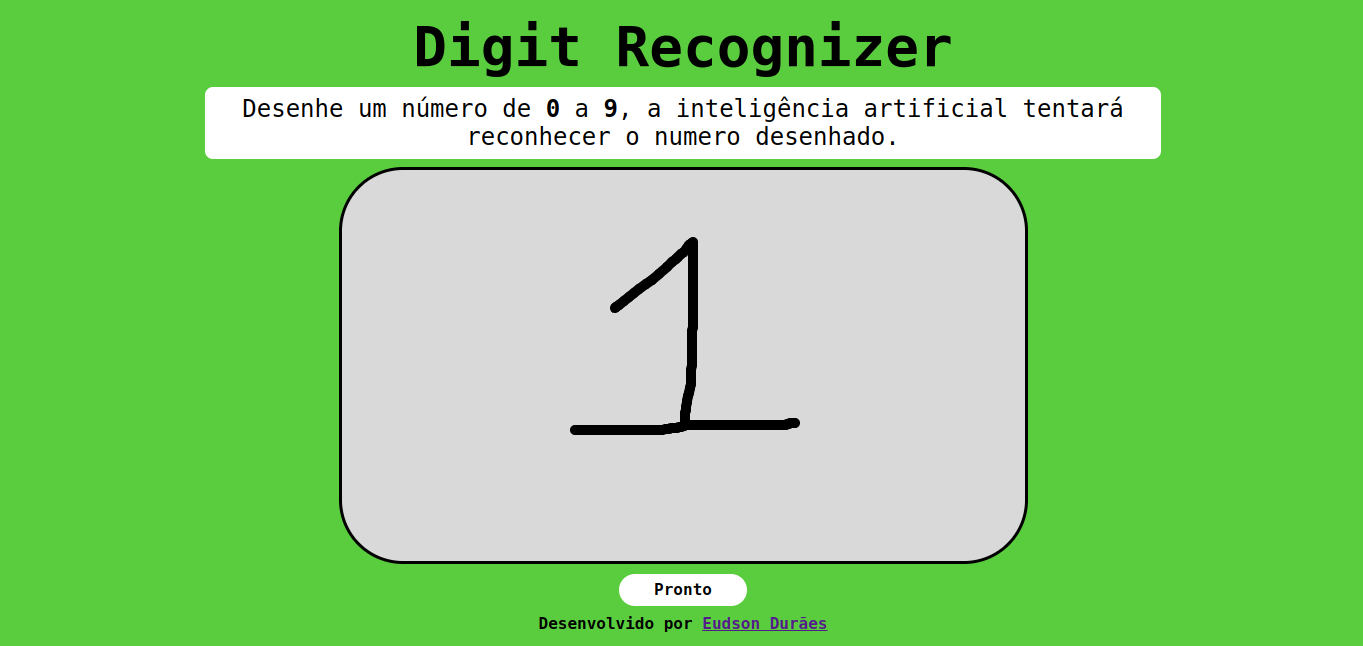 Digit Recognizer
Desenhe um número de 0 a 9, a inteligência artificial tentará
reconhecer o numero desenhado.
1
Pronto
Desenvolvido por Eudson Durães